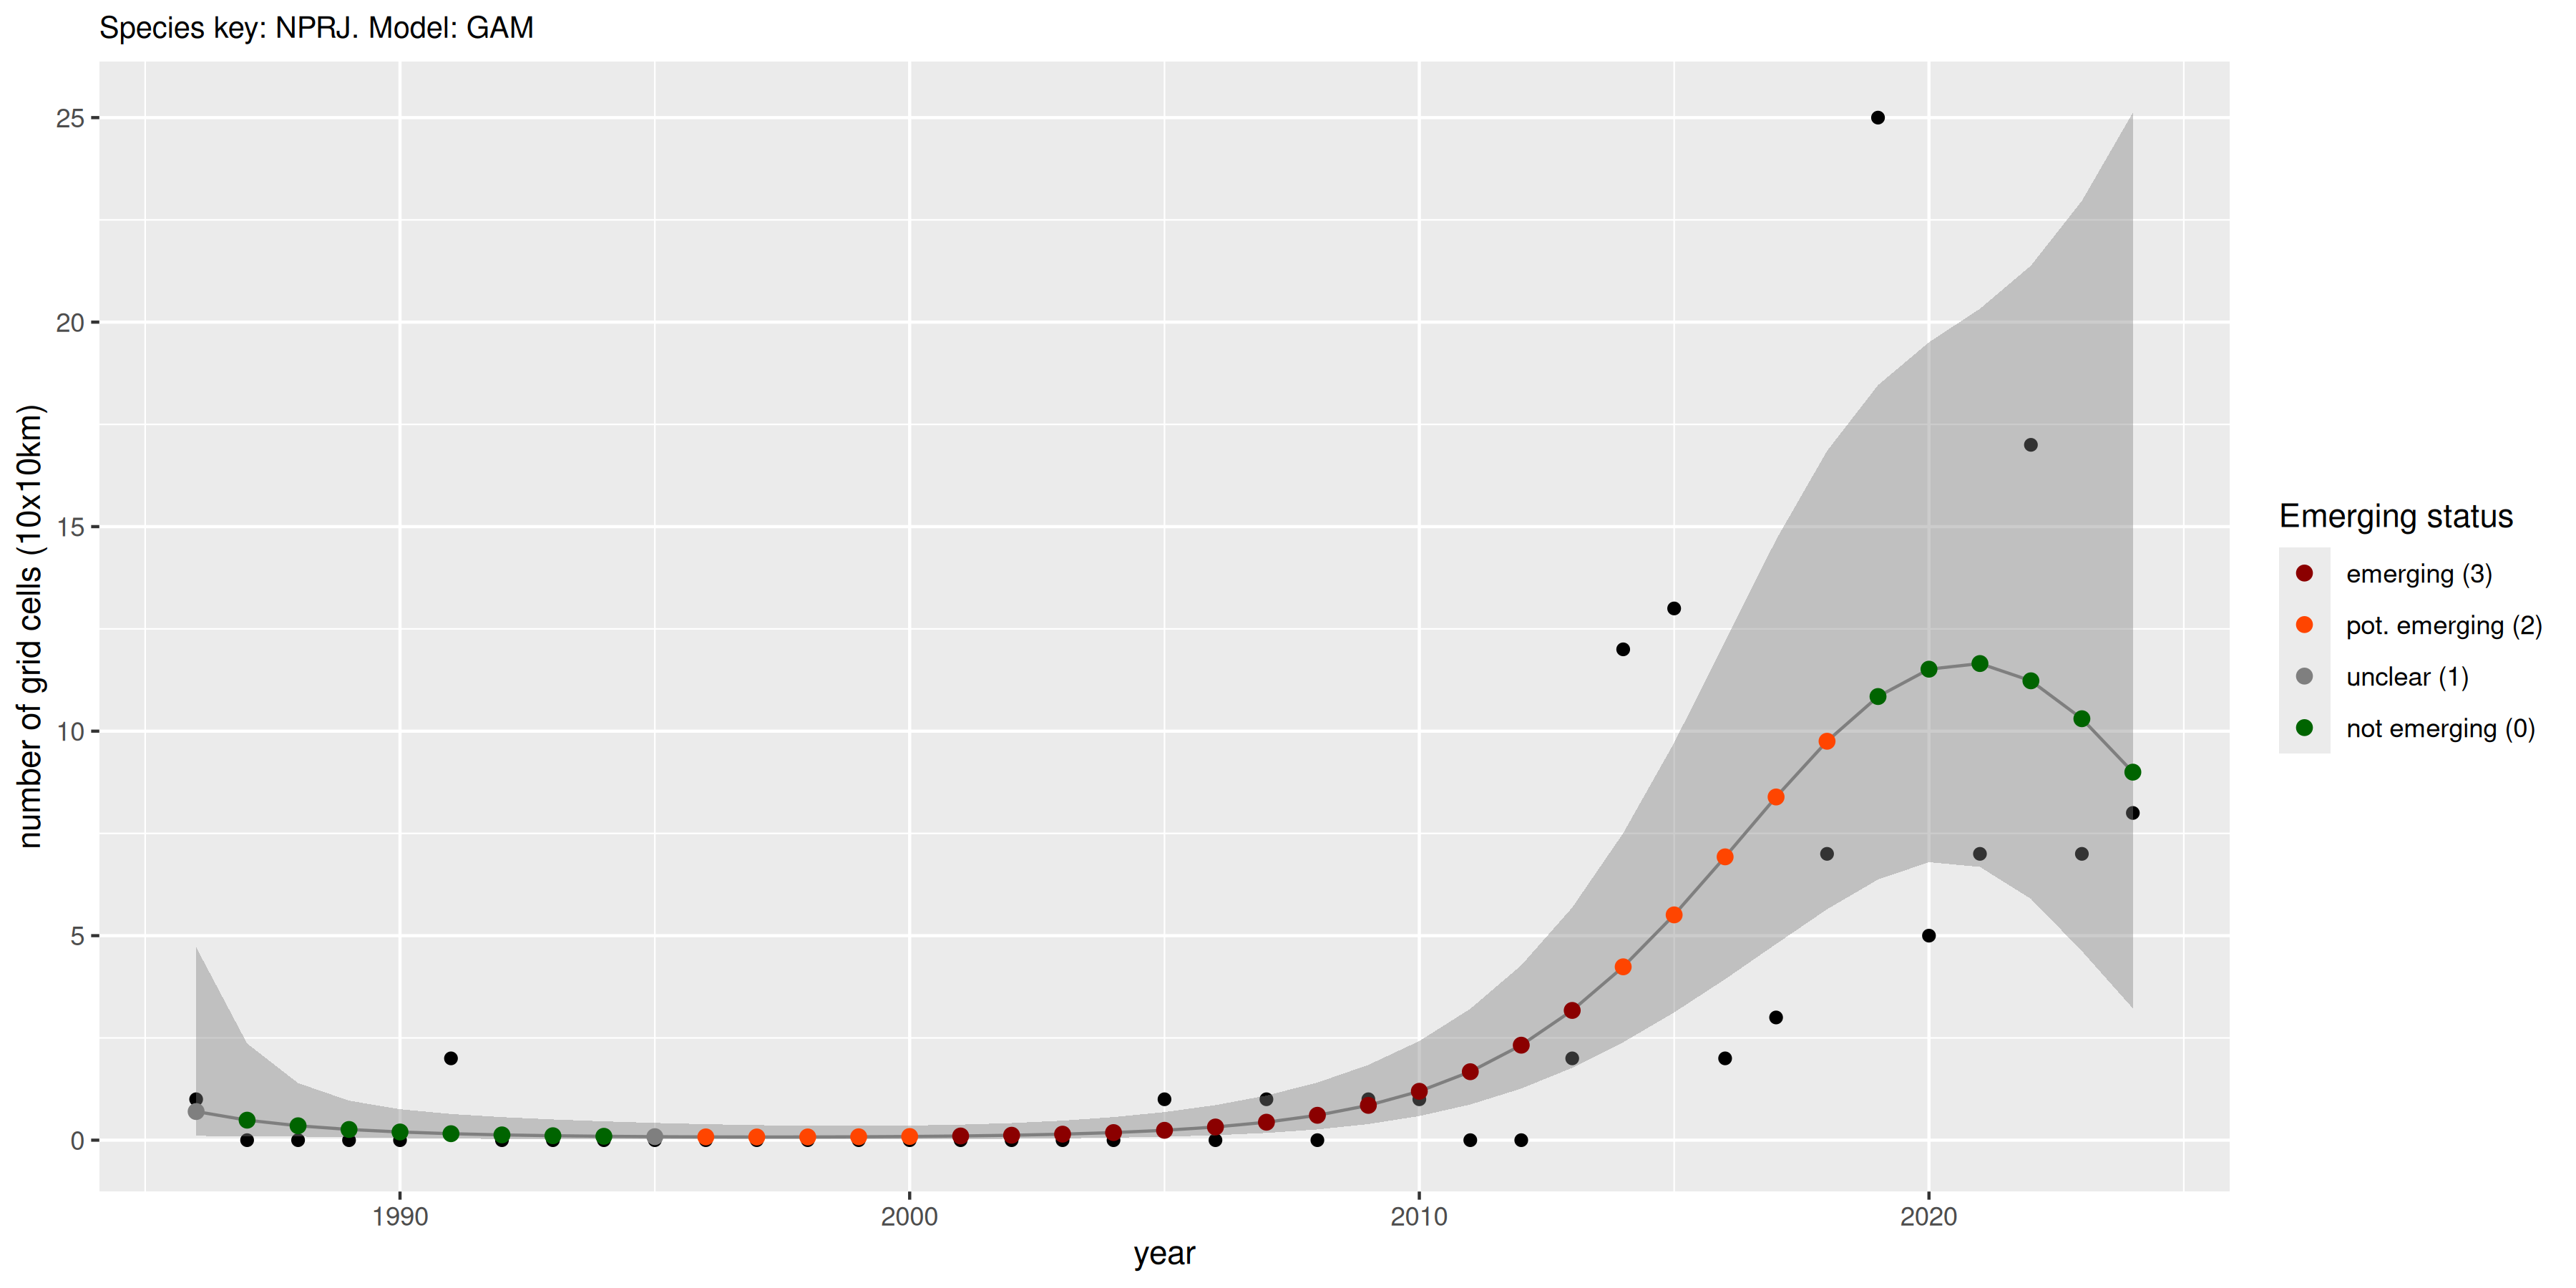 Species key: NPRJ. Model: GAM
number of grid cells (10x10km)
25
20
15
10
5
0
1990
2000
2010
2020
year
Emerging status
emerging (3)
pot. emerging (2)
unclear (1)
not emerging (0)